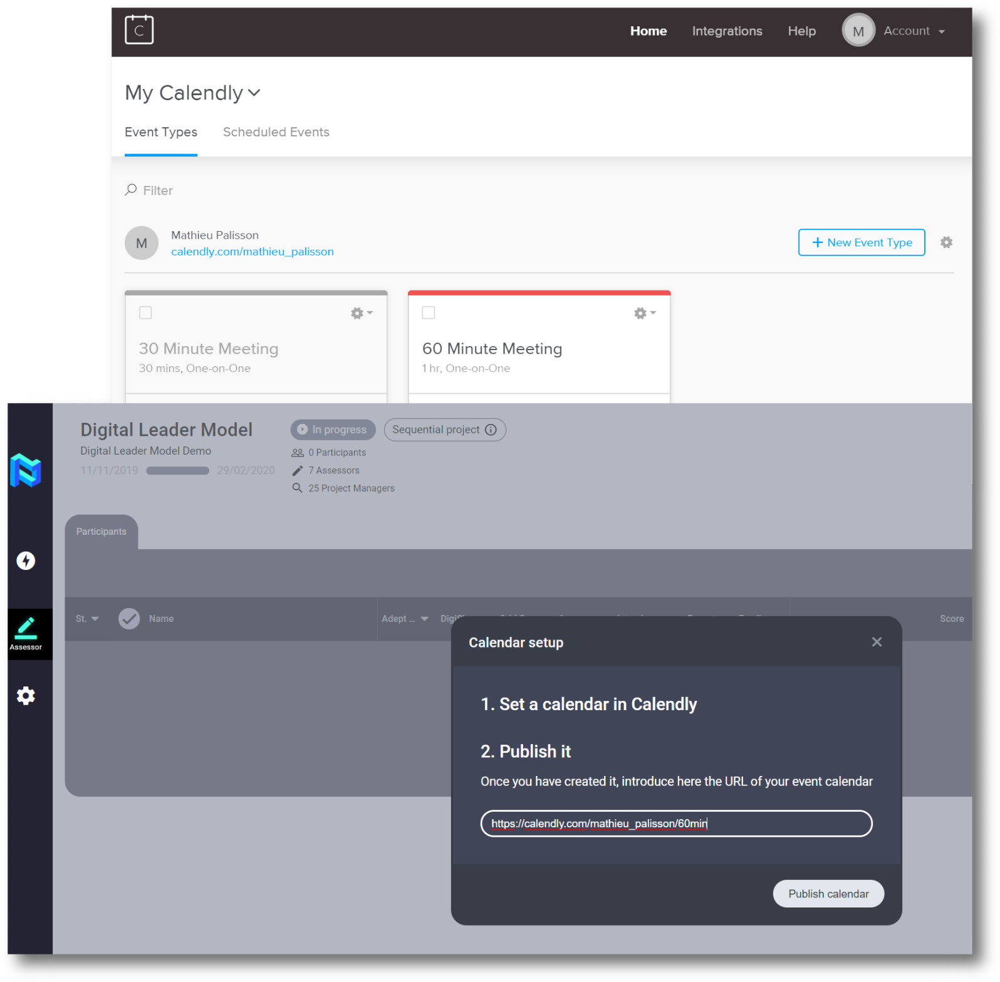 C
Home Integrations Help M Account
My Calendly
Event Types Scheduled Events
Filter
M
Mathieu Palisson
calendly.com/mathieu_palisson
+ New Event Type
30 Minute Meeting
30 mins, One-on-One
60 Minute Meeting
1 hr, One-on-One
Digital Leader Model
In progress
Sequential project
Digital Leader Model Demo
0 Participants
11/11/2019 29/02/2020
7 Assessors
25 Project Managers
Participants
St. Name Adept ... Score
Assessor
Calendar setup
1. Set a calendar in Calendly
2. Publish it
Once you have created it, introduce here the URL of your event calendar
https://calendly.com/mathieu_palisson/60min
Publish calendar